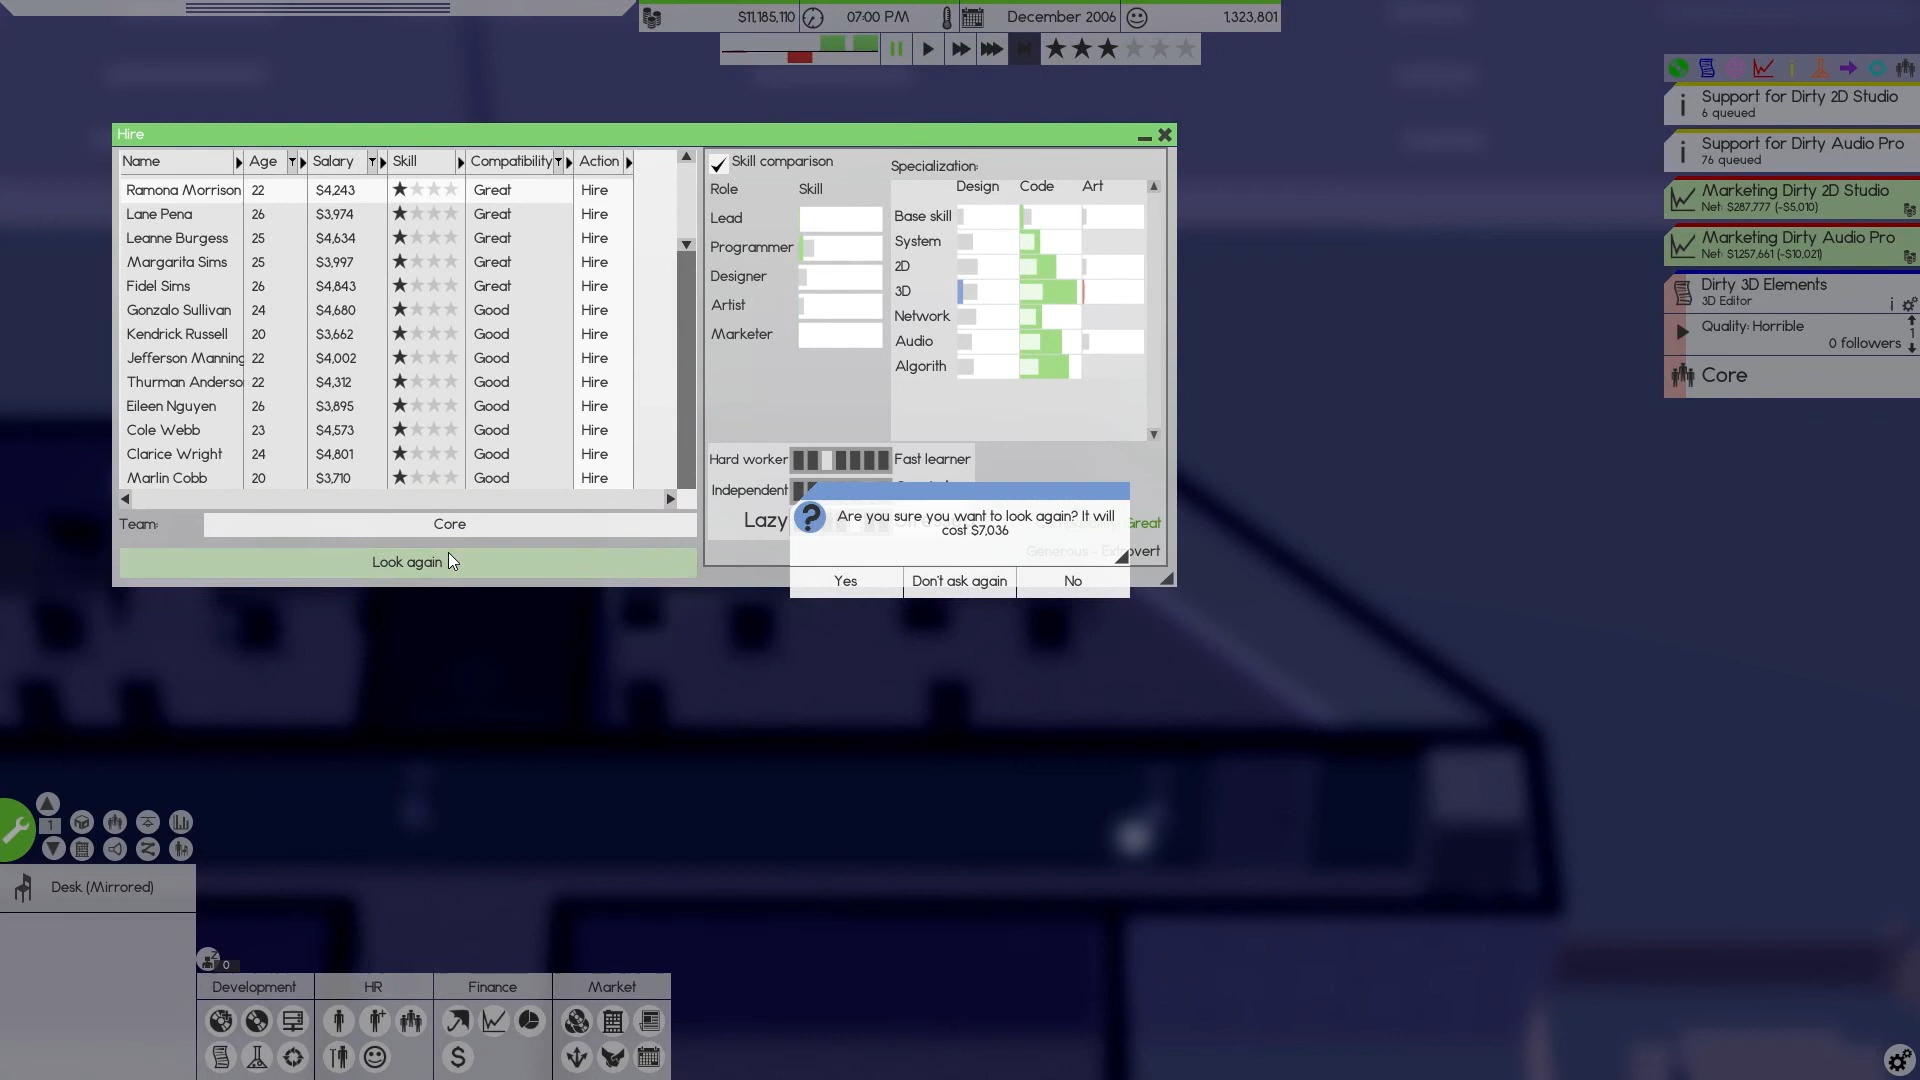 $11,185,110
07:00 PM
December 2006
1,323,801
Support for Dirty 2D Studio
6 queued
Support for Dirty Audio Pro
76 queued
Marketing Dirty 2D Studio
Net: $287,777 (-$5,010)
Marketing Dirty Audio Pro
Net: $1,257,661 (-$10,021)
Dirty 3D Elements
3D Editor
Quality: Horrible
1
0 followers
Core
Hire
Name Age Salary Skill Compatibility Action
Ramona Morrison 22 $4,243 Great Hire
Lane Pena 26 $3,974 Great Hire
Leanne Burgess 25 $4,634 Great Hire
Margarita Sims 25 $3,997 Great Hire
Fidel Sims 26 $4,843 Great Hire
Gonzalo Sullivan 24 $4,680 Good Hire
Kendrick Russell 20 $3,662 Good Hire
Jefferson Manning 22 $4,002 Good Hire
Thurman Anderso 22 $4,312 Good Hire
Eileen Nguyen 26 $3,895 Good Hire
Cole Webb 23 $4,573 Good Hire
Clarice Wright 24 $4,801 Good Hire
Marlin Cobb 20 $3,710 Good Hire
Team: Core
Look again
Skill comparison
Role Skill
Lead
Programmer
Designer
Artist
Marketer
Specialization:
Design Code Art
Base skill
System
2D
3D
Network
Audio
Algorith
Hard worker Fast learner
Independent
Lazy
Great
Generous - Extrovert
Are you sure you want to look again? It will
cost $7,036
Yes Don't ask again No
1
Desk (Mirrored)
0
Development HR Finance Market